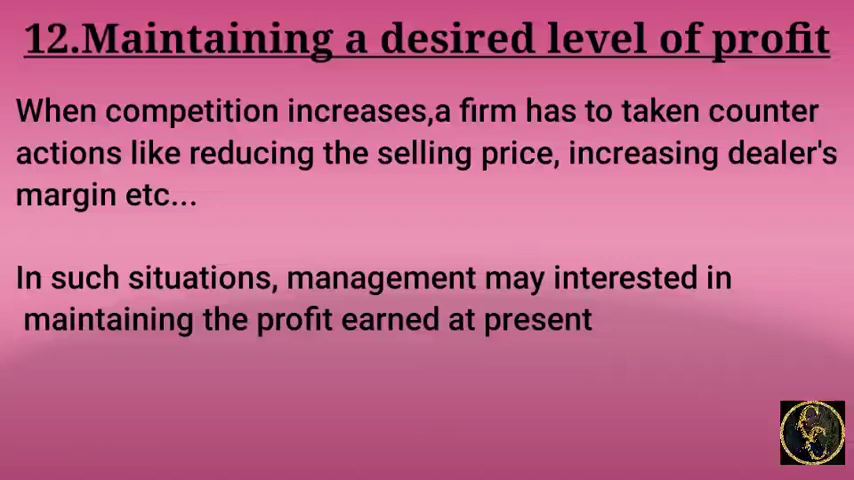 12.Maintaining a desired level of profit
When competition increases,a firm has to taken counter
actions like reducing the selling price, increasing dealer's
margin etc...
In such situations, management may interested in
maintaining the profit earned at present